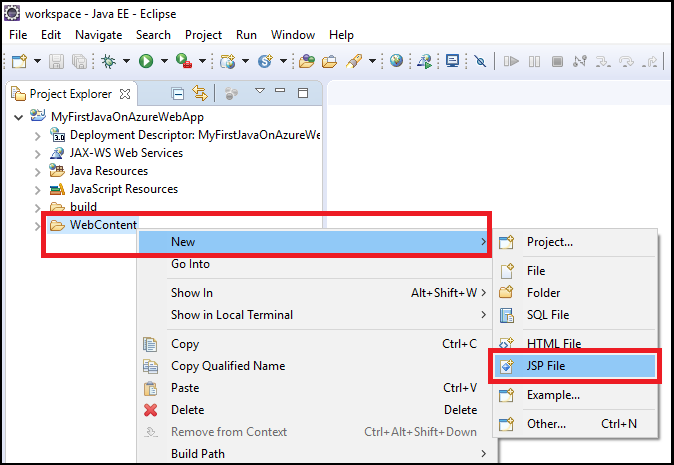 workspace - Java EE - Eclipse
File Edit Navigate Search Project Run Window Help
Project Explorer
MyFirstJavaOnAzureWebApp
3.0 Deployment Descriptor: MyFirstJavaOnAzureWe
JAX-WS Web Services
Java Resources
JavaScript Resources
build
WebContent
New
Go Into
Show In Alt+Shift+W
Show in Local Terminal
Copy Ctrl+C
Copy Qualified Name
Paste Ctrl+V
Delete Delete
Remove from Context Ctrl+Alt+Shift+Down
Build Path
Project...
File
Folder
SQL File
HTML File
JSP File
Example...
Other... Ctrl+N